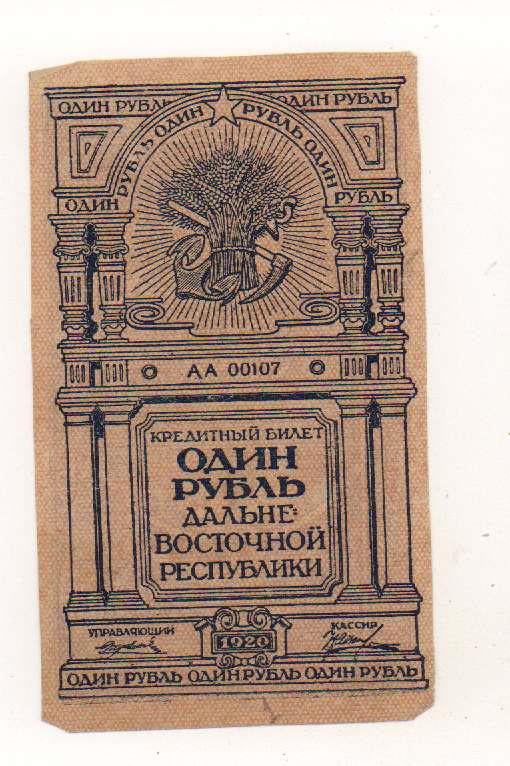 ОДИН РУБЛЬ ОДИН РУБЛЬ
РУБЛЬ ОДИН РУБЛЬ ОДИН
ОДИН РУБЛЬ
АА 00107
КРЕДИТНЫЙ БИЛЕТ
ОДИН
РУБЛЬ
ДАЛЬНЕ-
ВОСТОЧНОЙ
РЕСПУБЛИКИ
УПРАВЛЯЮЩИЙ КАССИР
1920
ОДИН РУБЛЬ ОДИН РУБЛЬ ОДИН РУБЛЬ